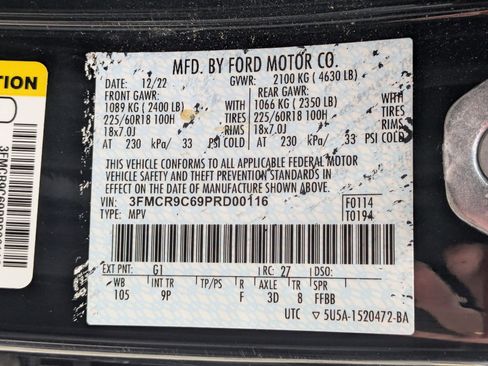 MFD. BY FORD MOTOR CO.
DATE: 12/22 GVWR: 2100 KG ( 4630 LB)
FRONT GAWR: REAR GAWR:
1089 KG ( 2400 LB) 1066 KG ( 2350 LB)
225/60R18 100H TIRES 225/60R18 100H TIRES
18x7.0J RIMS 18x7.0J RIMS
AT 230 kPa/ 33 PSI COLD AT 230 kPa/ 33 PSI COLD
THIS VEHICLE CONFORMS TO ALL APPLICABLE FEDERAL MOTOR
VEHICLE SAFETY AND BUMPER STANDARDS IN
EFFECT ON THE DATE OF MANUFACTURE SHOWN ABOVE.
VIN: 3FMCR9C69PRD00116 F0114
TYPE: MPV T0194
EXT PNT: G1 RC: 27 DSO:
WB INT TR TP/PS R AXLE TR SPR
105 9P F 3D 8 FFBB
UTC ▽ 5U5A-1520472-BA
3FMCR9C69PRD00116